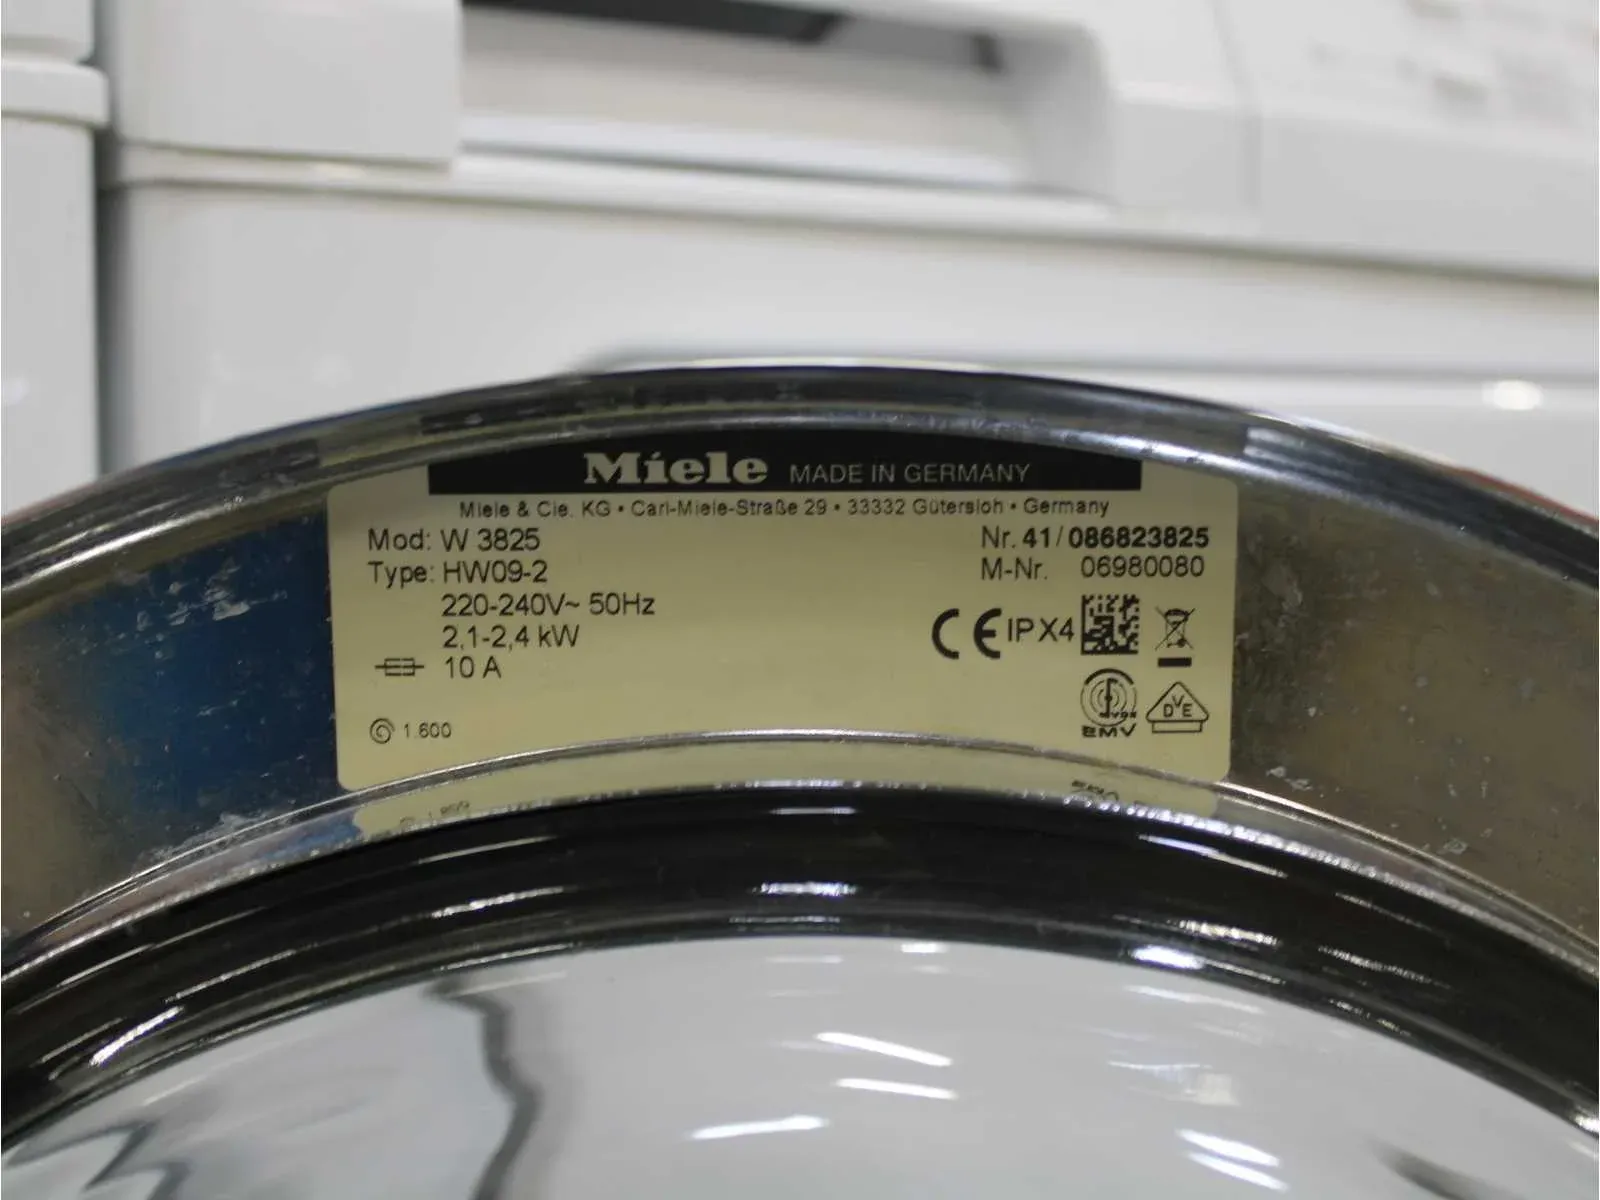 Miele MADE IN GERMANY
Miele & Cie. KG • Carl-Miele-Straße 29 • 33332 Gütersloh • Germany
Mod: W 3825
Nr. 41/086823825
Type: HW09-2
M-Nr. 06980080
220-240V~ 50Hz
2,1-2,4 kW
CE IPX4
10 A
1.600
VDE
EMV
DVE